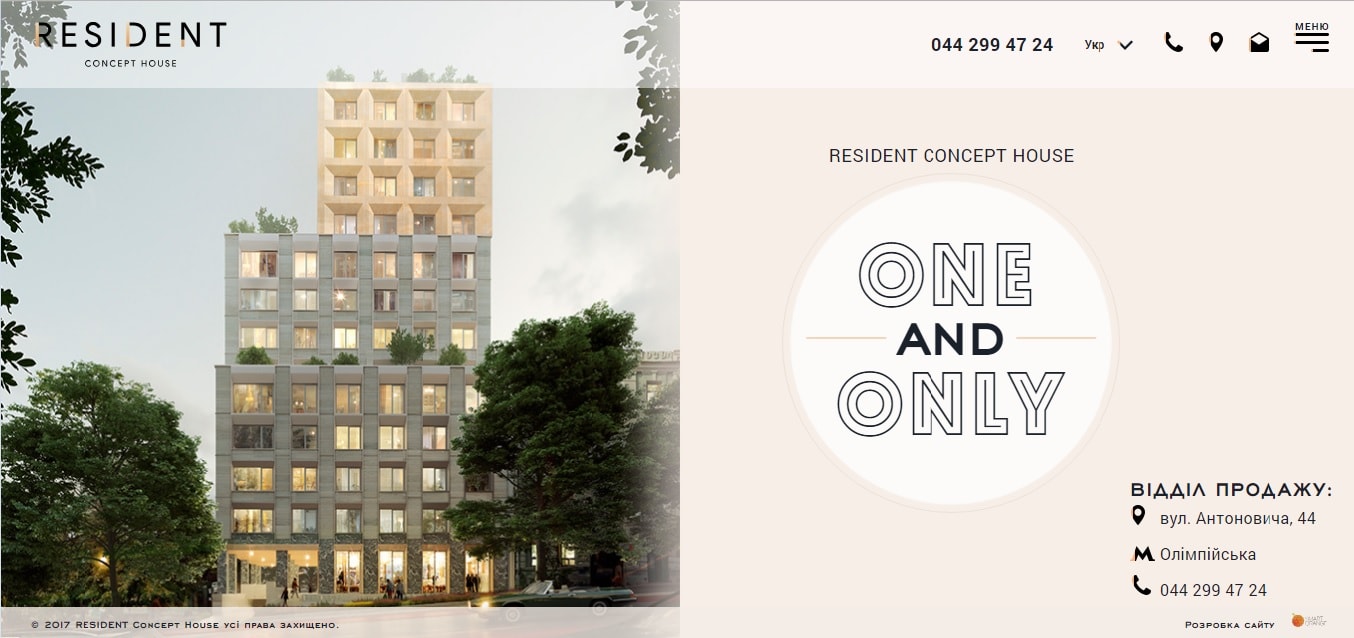 RESIDENT
CONCEPT HOUSE
044 299 47 24
Укр
МЕНЮ
RESIDENT CONCEPT HOUSE
ONE
AND
ONLY
ВІДДІЛ ПРОДАЖУ:
вул. Антоновича, 44
М Олімпійська
044 299 47 24
© 2017 RESIDENT Concept House усі права захищено.
Розробка сайту